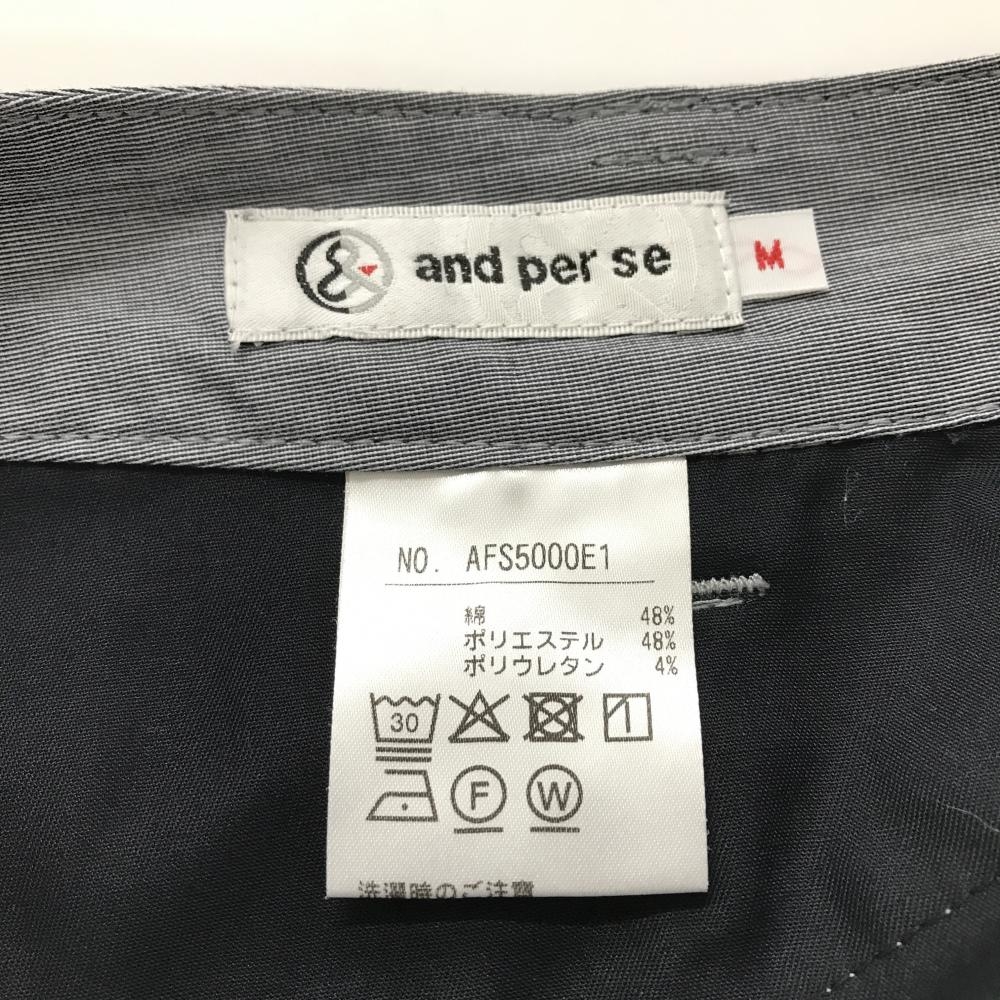 and per se
M
NO. AFS5000E1
綿 48%
ポリエステル 48%
ポリウレタン 4%
30
F W
洗濯時のご注意